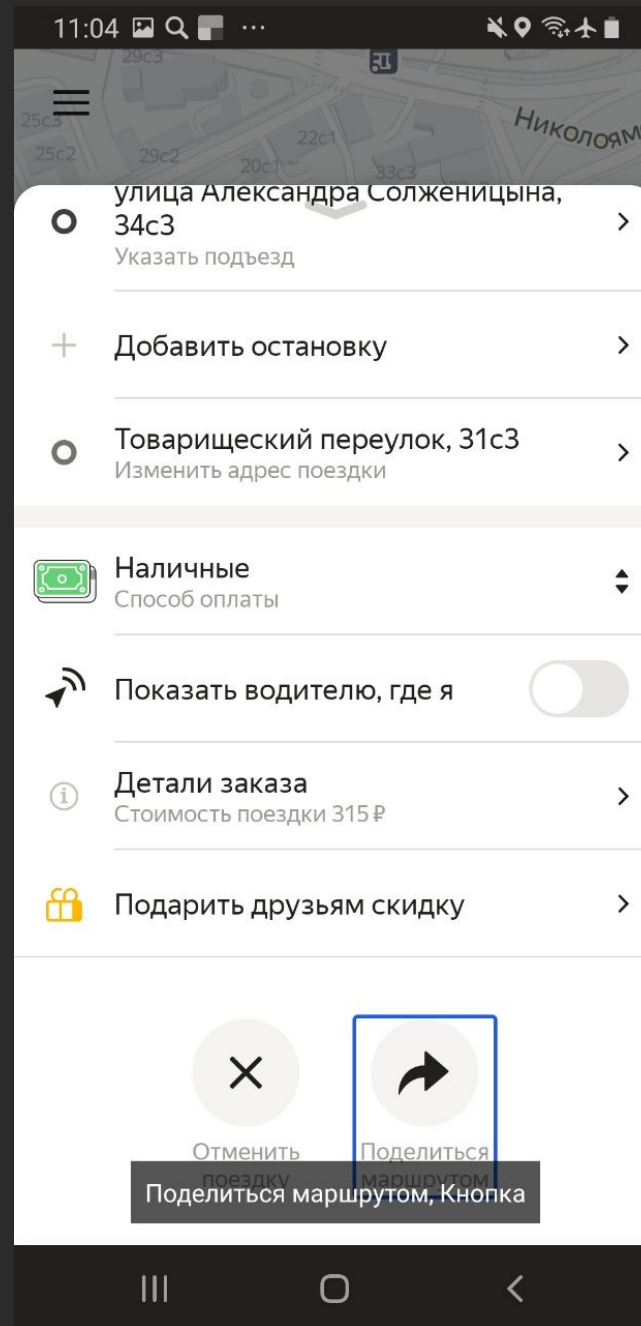 11:04
29с3
25с3
25с2
29с2
22с1
20с1
33с3
улица Александра Солженицына,
34с3
Указать подъезд
Добавить остановку
Товарищеский переулок, 31с3
Изменить адрес поездки
Наличные
Способ оплаты
Показать водителю, где я
Детали заказа
Стоимость поездки 315 ₽
Подарить друзьям скидку
Отменить
поездку
Поделиться
маршрутом
Поделиться маршрутом, Кнопка